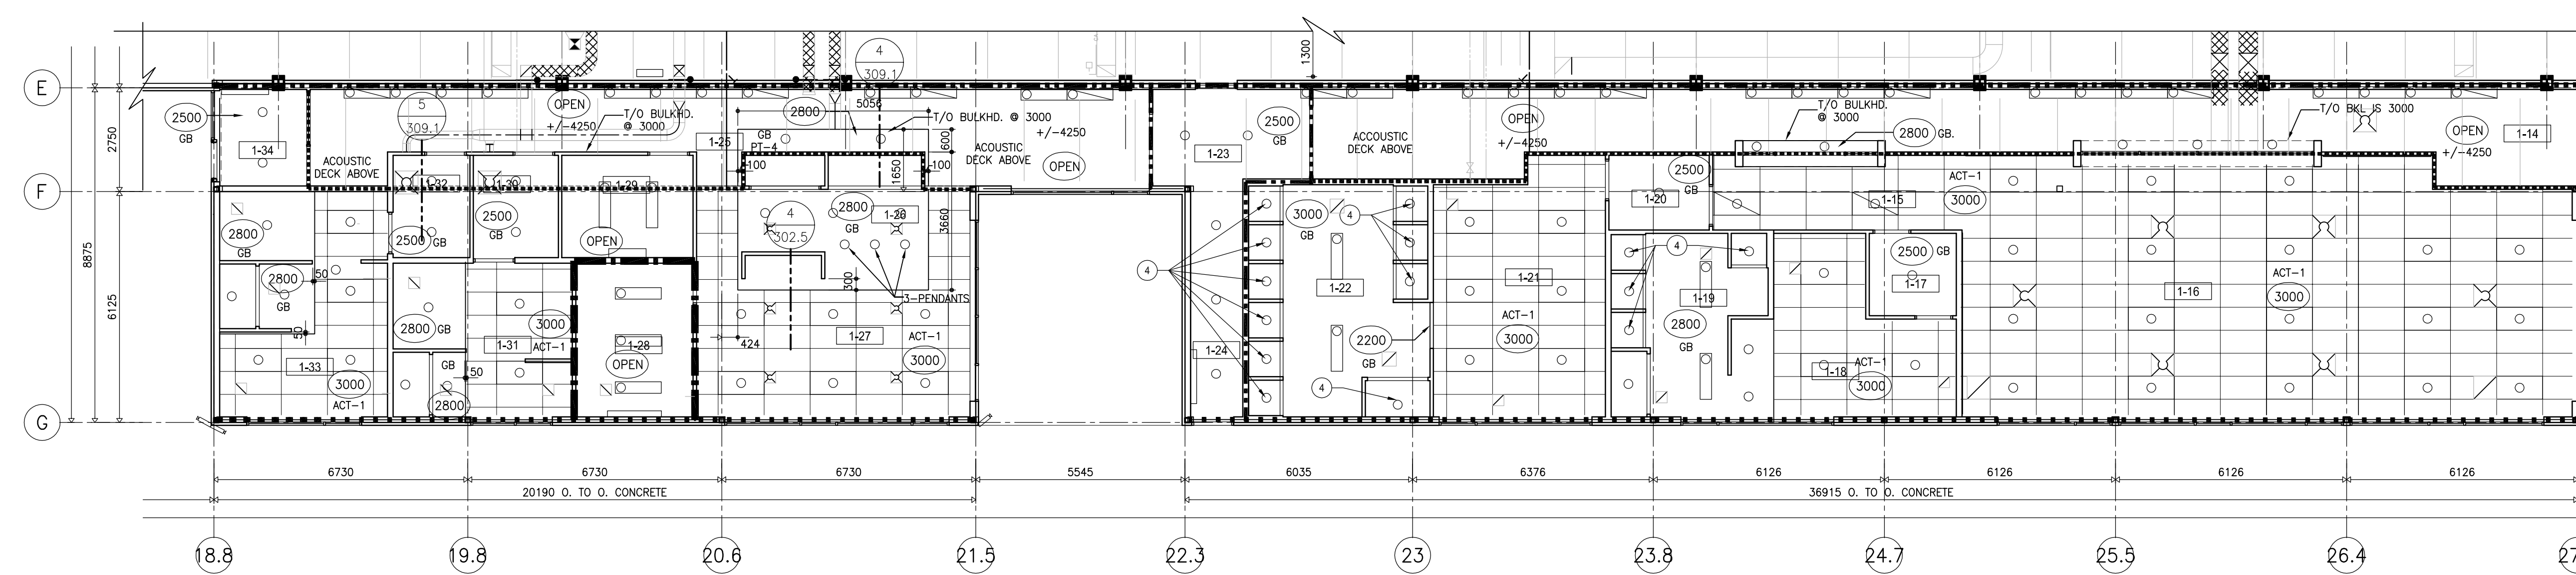 4
309.1
1300
E
2500
GB
1-34
5
309.1
OPEN
+/-4250
T/O BULKHD.
@ 3000
2800
5056
T/O BULKHD. @ 3000
+/-4250
1-25
GB
PT-4
600
1650
100
100
ACOUSTIC
DECK ABOVE
ACOUSTIC
DECK ABOVE
OPEN
2500
GB
1-23
ACCOUSTIC
DECK ABOVE
OPEN
+/-4250
T/O BULKHD.
@ 3000
2800
GB.
T/O BKL IS 3000
OPEN
+/-4250
1-14
2750
8875
6125
F
1-32
1-30
1-29
2800
GB
2500
GB
2500
GB
OPEN
4
302.5
2800
GB
1-26
3660
300
3-PENDANTS
2800
GB
50
50
1-33
3000
ACT-1
2800
GB
GB
2800
50
1-31
3000
ACT-1
1-28
OPEN
424
1-27
ACT-1
3000
4
1-24
3000
GB
4
1-22
2200
GB
4
1-21
ACT-1
3000
2500
GB
1-20
4
1-19
2800
GB
ACT-1
1-15
3000
2500
GB
1-17
ACT-1
1-18
3000
ACT-1
1-16
3000
G
6730
6730
6730
5545
6035
6376
6126
6126
6126
6126
20190 O. TO O. CONCRETE
36915 O. TO O. CONCRETE
18.8
19.8
20.6
21.5
22.3
23
23.8
24.7
25.5
26.4